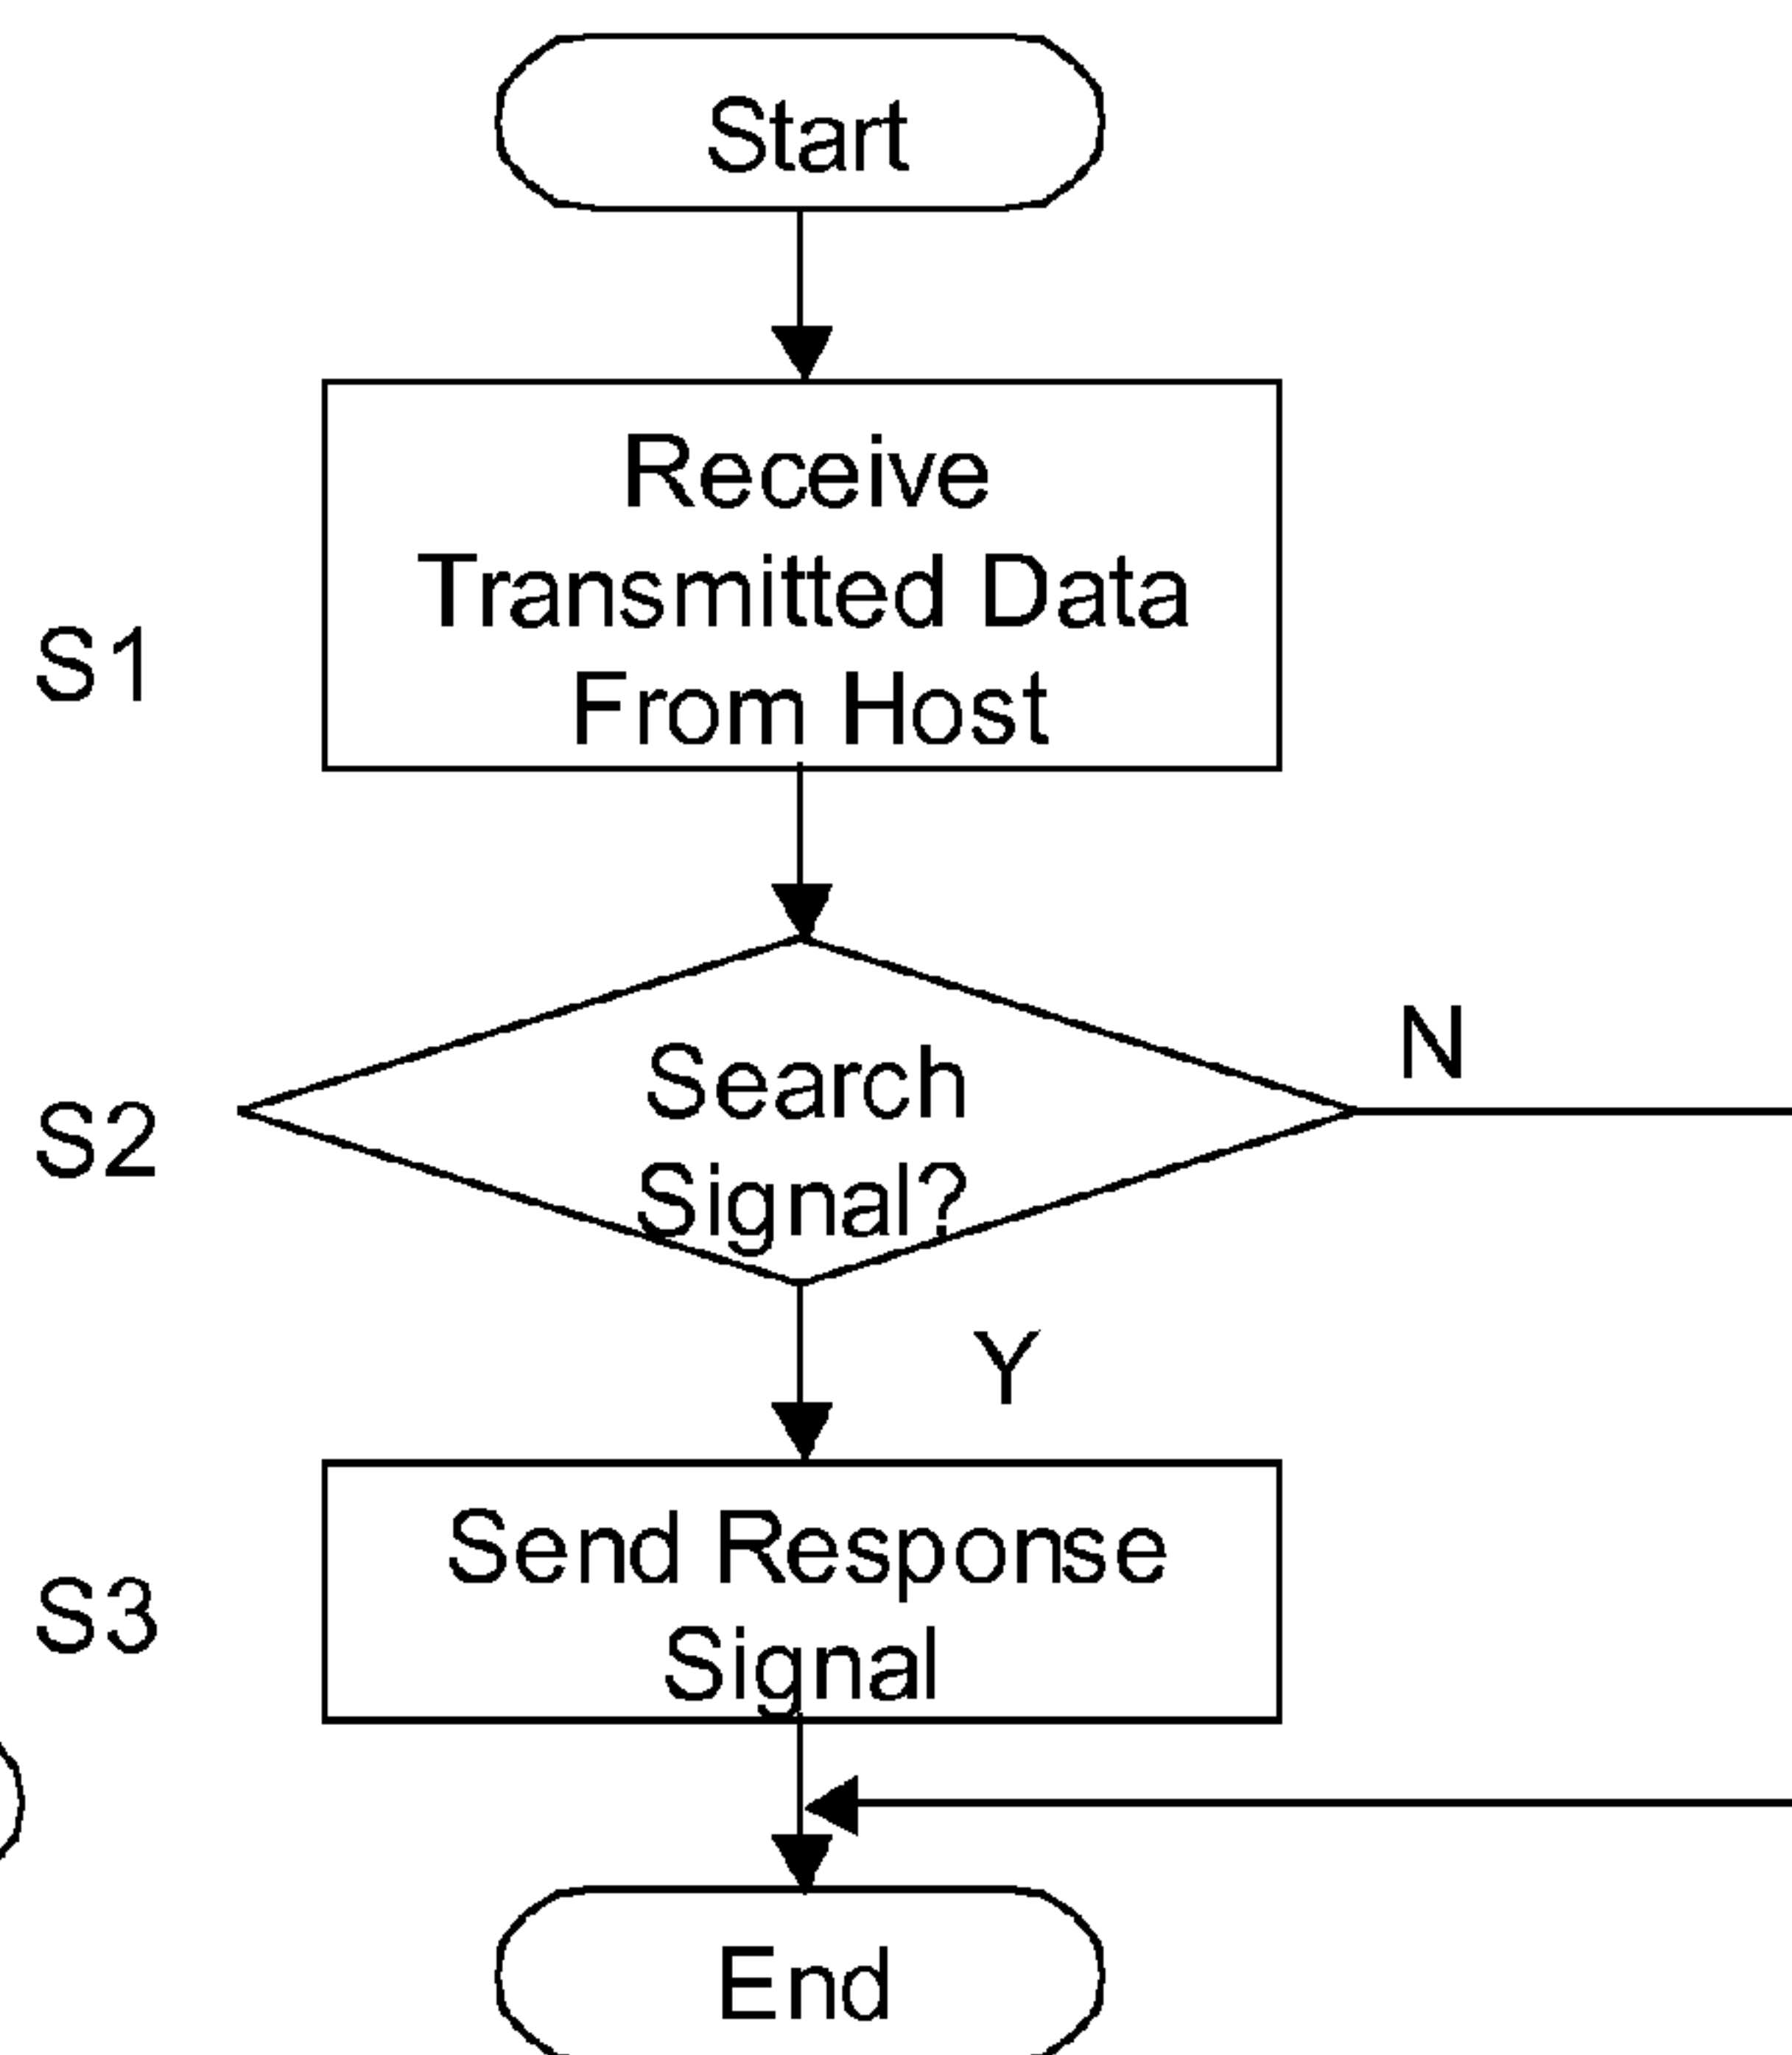 Start
Receive
Transmitted Data
From Host
S1
Search
Signal?
N
S2
Y
Send Response
Signal
S3
End